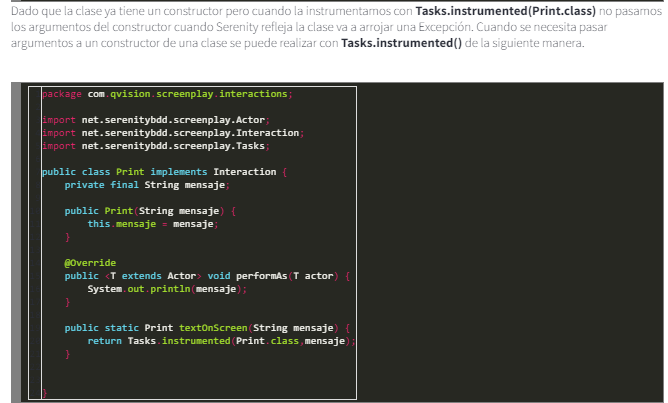 Dado que la clase ya tiene un constructor pero cuando la instrumentamos con Tasks.instrumented(Print.class) no pasamos
los argumentos del constructor cuando Serenity refleja la clase va a arrojar una Excepción. Cuando se necesita pasar
argumentos a un constructor de una clase se puede realizar con Tasks.instrumented() de la siguiente manera.
package com.qvision.screenplay.interactions;
import net.serenitybdd.screenplay.Actor;
import net.serenitybdd.screenplay.Interaction;
import net.serenitybdd.screenplay.Tasks;
public class Print implements Interaction {
private final String mensaje;
public Print(String mensaje) {
this.mensaje = mensaje;
}
@Override
public <T extends Actor> void performAs(T actor) {
System.out.println(mensaje);
}
public static Print textOnScreen(String mensaje) {
return Tasks.instrumented(Print.class,mensaje);
}
}